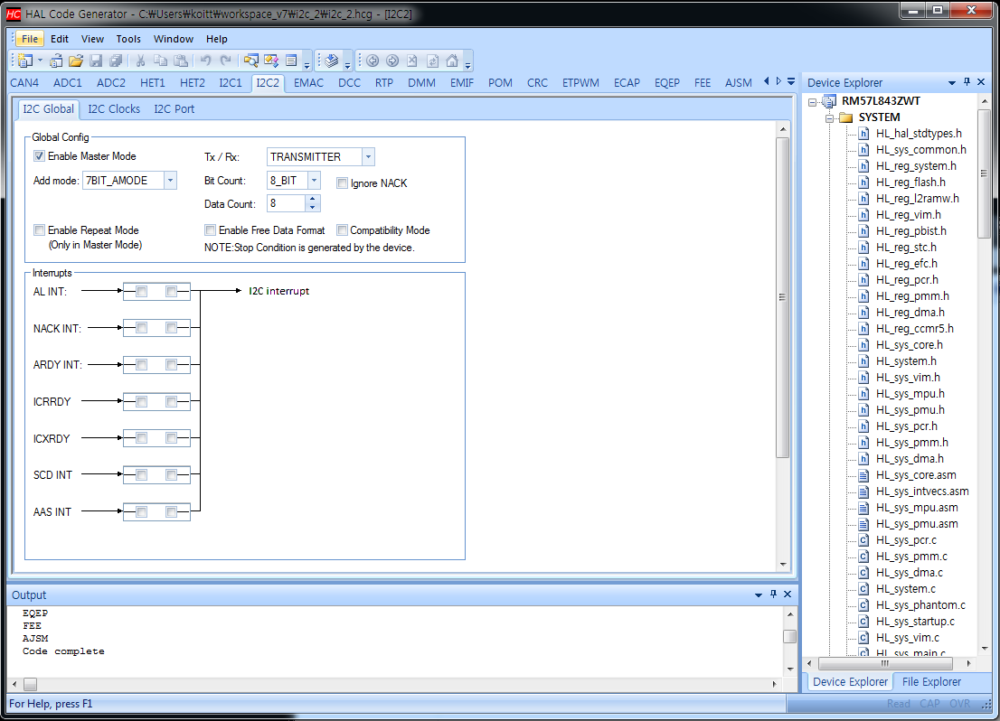 HAL Code Generator - C:₩Users₩koitt₩workspace_v7₩i2c_2₩i2c_2.hcg - [I2C2]
File Edit View Tools Window Help
CAN4 ADC1 ADC2 HET1 HET2 I2C1 I2C2 EMAC DCC RTP DMM EMIF POM CRC ETPWM ECAP EQEP FEE AJSM
I2C Global I2C Clocks I2C Port
Global Config
Enable Master Mode Tx / Rx: TRANSMITTER
Add mode: 7BIT_AMODE Bit Count: 8_BIT Ignore NACK
Data Count: 8
Enable Repeat Mode Enable Free Data Format Compatibility Mode
(Only in Master Mode) NOTE:Stop Condition is generated by the device.
Interrupts
AL INT: I2C interrupt
NACK INT:
ARDY INT:
ICRRDY
ICXRDY
SCD INT
AAS INT
Output
EQEP
FEE
AJSM
Code complete
Device Explorer
RM57L843ZWT
SYSTEM
HL_hal_stdtypes.h
HL_sys_common.h
HL_reg_system.h
HL_reg_flash.h
HL_reg_l2ramw.h
HL_reg_vim.h
HL_reg_pbist.h
HL_reg_stc.h
HL_reg_efc.h
HL_reg_pcr.h
HL_reg_pmm.h
HL_reg_dma.h
HL_reg_ccmr5.h
HL_sys_core.h
HL_system.h
HL_sys_vim.h
HL_sys_mpu.h
HL_sys_pmu.h
HL_sys_pcr.h
HL_sys_pmm.h
HL_sys_dma.h
HL_sys_core.asm
HL_sys_intvecs.asm
HL_sys_mpu.asm
HL_sys_pmu.asm
HL_sys_pcr.c
HL_sys_pmm.c
HL_sys_dma.c
HL_system.c
HL_sys_phantom.c
HL_sys_startup.c
HL_sys_vim.c
HL_sys_main.c
Device Explorer File Explorer
For Help, press F1 Read CAP OVR